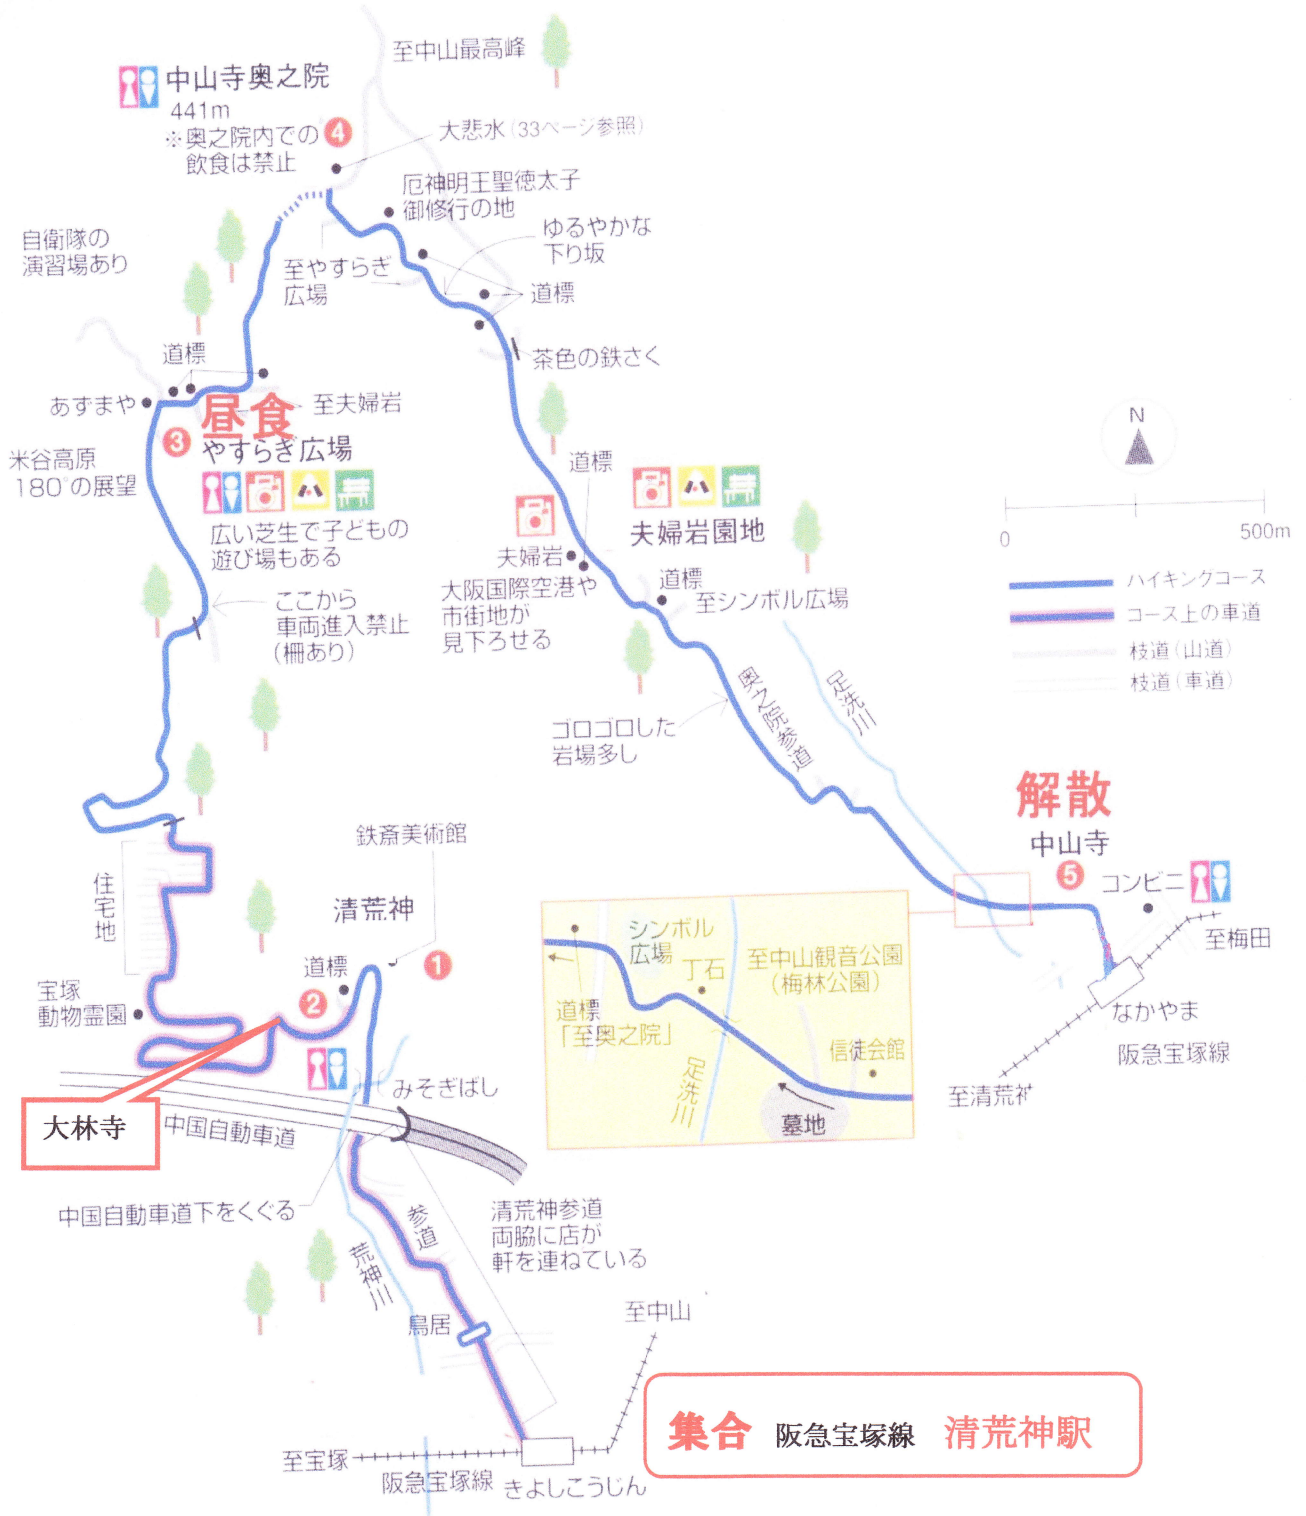 至中山最高峰
中山寺奥之院
441m
※奥之院内での
飲食は禁止
4
大悲水(33ページ参照)
厄神明王聖徳太子
御修行の地
ゆるやかな
下り坂
自衛隊の
演習場あり
至やすらぎ
広場
道標
道標
茶色の鉄さく
あずまや
昼食
至夫婦岩
3
やすらぎ広場
米谷高原
180°の展望
広い芝生で子どもの
遊び場もある
道標
夫婦岩園地
夫婦岩
大阪国際空港や
市街地が
見下ろせる
道標
至シンボル広場
N
0
500m
ハイキングコース
コース上の車道
枝道(山道)
枝道(車道)
ここから
車両進入禁止
(柵あり)
ゴロゴロした
岩場多し
奥之院参道
足洗川
解散
中山寺
5
コンビニ
至梅田
なかやま
阪急宝塚線
至清荒神
鉄斎美術館
住宅地
清荒神
1
道標
2
宝塚
動物霊園
シンボル
広場
丁石
至中山観音公園
(梅林公園)
道標
「至奥之院」
足洗川
信徒会館
墓地
みそぎばし
大林寺
中国自動車道
中国自動車道下をくぐる
参道
清荒神参道
両脇に店が
軒を連ねている
荒神川
鳥居
至中山
集合 阪急宝塚線 清荒神駅
至宝塚
阪急宝塚線
きよしこうじん